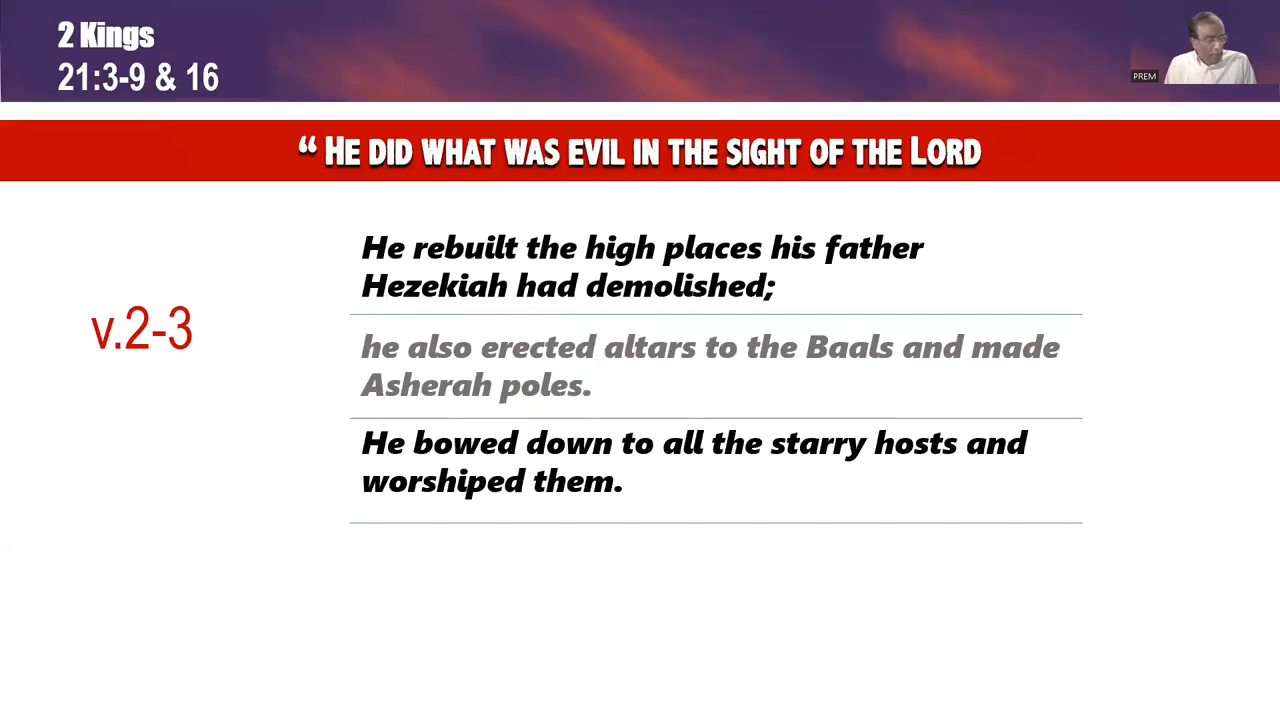 2 Kings
21:3-9 & 16
PREM
“ He did what was evil in the sight of the Lord
v.2-3
He rebuilt the high places his father
Hezekiah had demolished;
he also erected altars to the Baals and made
Asherah poles.
He bowed down to all the starry hosts and
worshiped them.